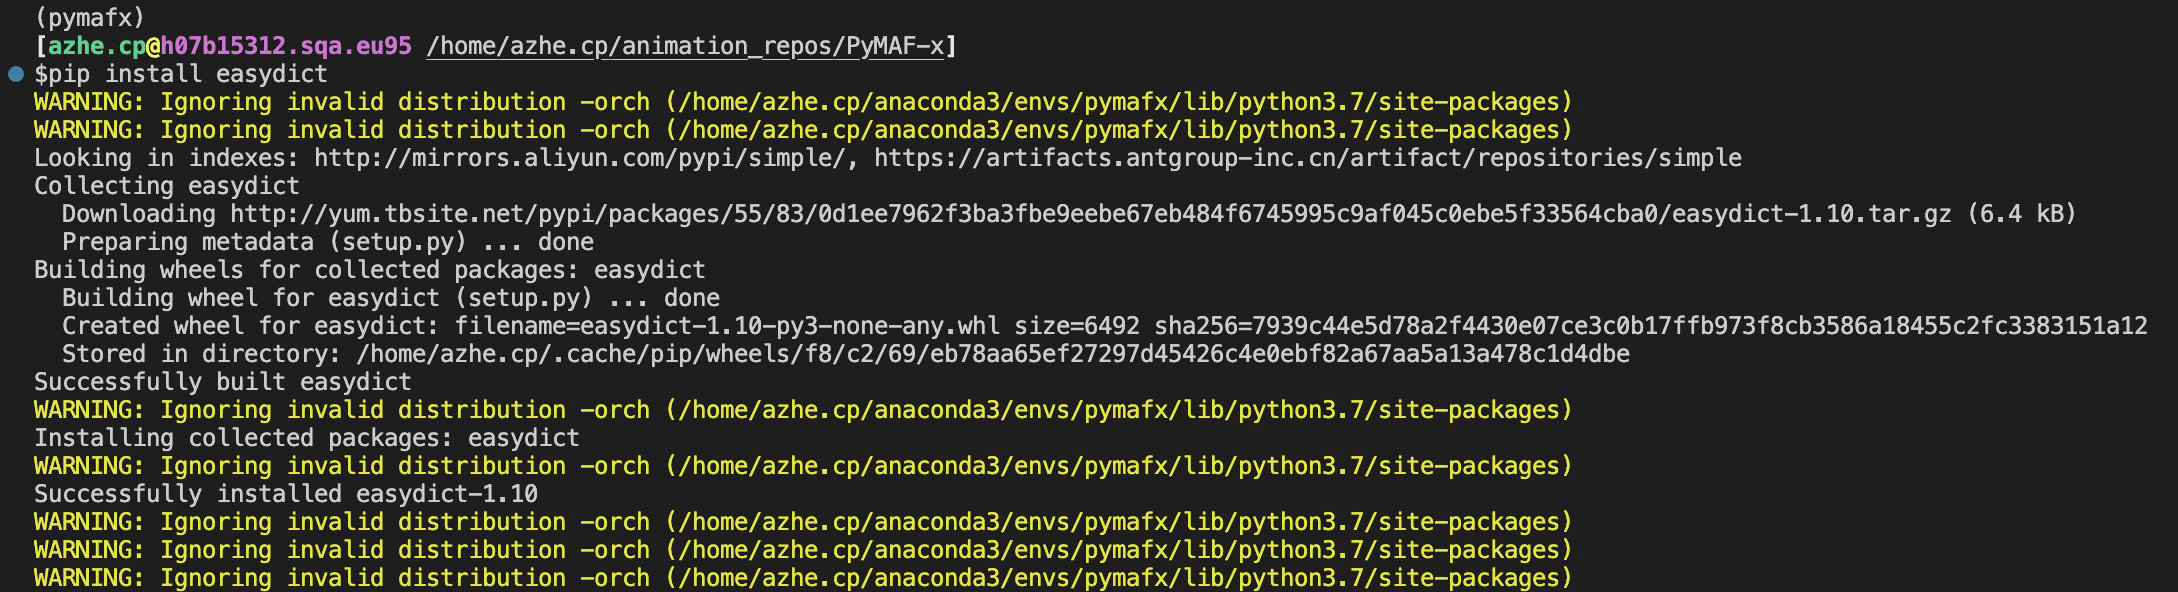 (pymafx)
[azhe.cp@h07b15312.sqa.eu95 /home/azhe.cp/animation_repos/PyMAF-x]
$pip install easydict
WARNING: Ignoring invalid distribution -orch (/home/azhe.cp/anaconda3/envs/pymafx/lib/python3.7/site-packages)
WARNING: Ignoring invalid distribution -orch (/home/azhe.cp/anaconda3/envs/pymafx/lib/python3.7/site-packages)
Looking in indexes: http://mirrors.aliyun.com/pypi/simple/, https://artifacts.antgroup-inc.cn/artifact/repositories/simple
Collecting easydict
  Downloading http://yum.tbsite.net/pypi/packages/55/83/0d1ee7962f3ba3fbe9eebe67eb484f6745995c9af045c0ebe5f33564cba0/easydict-1.10.tar.gz (6.4 kB)
  Preparing metadata (setup.py) ... done
Building wheels for collected packages: easydict
  Building wheel for easydict (setup.py) ... done
  Created wheel for easydict: filename=easydict-1.10-py3-none-any.whl size=6492 sha256=7939c44e5d78a2f4430e07ce3c0b17ffb973f8cb3586a18455c2fc3383151a12
  Stored in directory: /home/azhe.cp/.cache/pip/wheels/f8/c2/69/eb78aa65ef27297d45426c4e0ebf82a67aa5a13a478c1d4dbe
Successfully built easydict
WARNING: Ignoring invalid distribution -orch (/home/azhe.cp/anaconda3/envs/pymafx/lib/python3.7/site-packages)
Installing collected packages: easydict
WARNING: Ignoring invalid distribution -orch (/home/azhe.cp/anaconda3/envs/pymafx/lib/python3.7/site-packages)
Successfully installed easydict-1.10
WARNING: Ignoring invalid distribution -orch (/home/azhe.cp/anaconda3/envs/pymafx/lib/python3.7/site-packages)
WARNING: Ignoring invalid distribution -orch (/home/azhe.cp/anaconda3/envs/pymafx/lib/python3.7/site-packages)
WARNING: Ignoring invalid distribution -orch (/home/azhe.cp/anaconda3/envs/pymafx/lib/python3.7/site-packages)